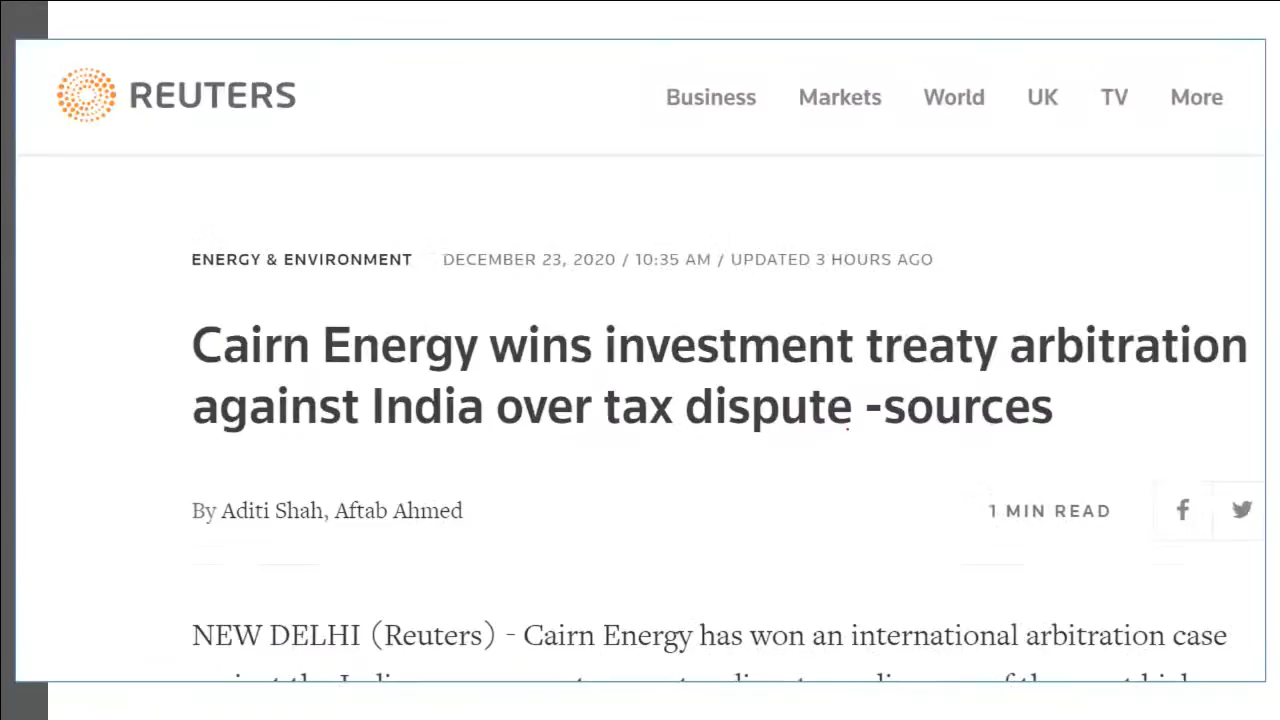 REUTERS
Business Markets World UK TV More
ENERGY & ENVIRONMENT DECEMBER 23, 2020 / 10:35 AM / UPDATED 3 HOURS AGO
Cairn Energy wins investment treaty arbitration
against India over tax dispute -sources
By Aditi Shah, Aftab Ahmed
1 MIN READ
NEW DELHI (Reuters) - Cairn Energy has won an international arbitration case